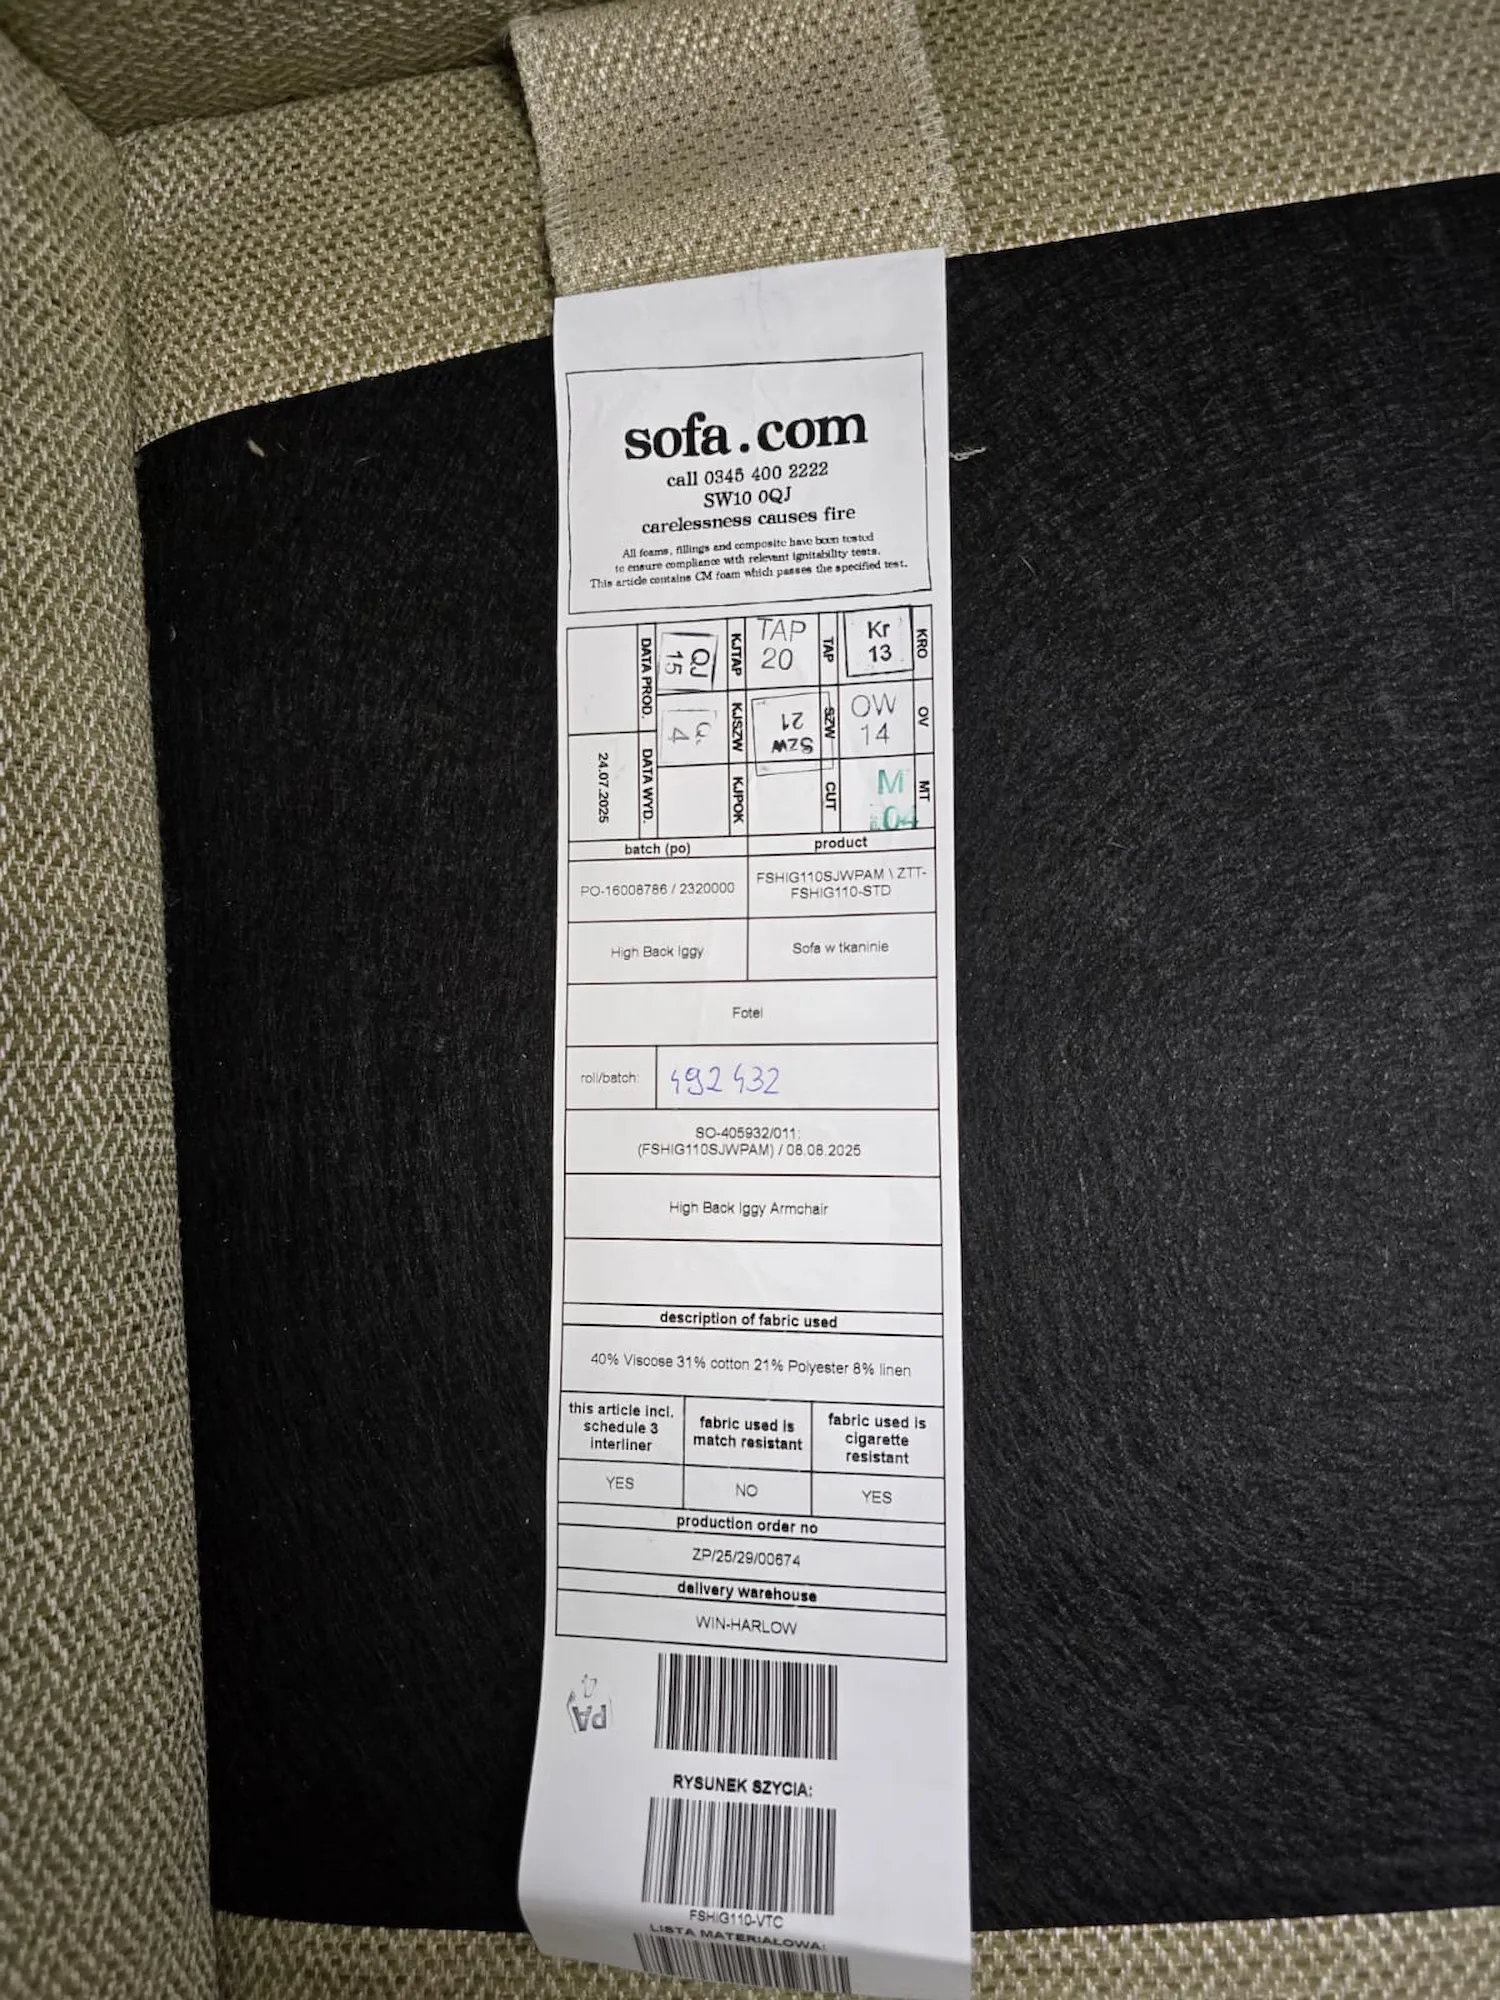 sofa.com
call 0345 400 2222
SW10 0QJ
carelessness causes fire
All foams, fillings and composite have been tested
to ensure compliance with relevant ignitability tests.
This article contains CM foam which passes the specified test.
KRO
Kr
13
TAP
TAP
20
KJTAP
QJ
15
DATA PROD.
OV
OW
14
SZW
Szw
21
KJSZW
4
DATA WYD.
24.07.2025
MT
M
04
CUT
KJPOK
batch (po)
product
PO-16008786 / 2320000
FSHIG110SJWPAM \ ZTT-
FSHIG110-STD
High Back Iggy
Sofa w tkaninie
Fotel
roll/batch:
492432
SO-405932/011:
(FSHIG110SJWPAM) / 08.08.2025
High Back Iggy Armchair
description of fabric used
40% Viscose 31% cotton 21% Polyester 8% linen
this article incl.
schedule 3
interliner
fabric used is
match resistant
fabric used is
cigarette
resistant
YES
NO
YES
production order no
ZP/25/29/00674
delivery warehouse
WIN-HARLOW
PA
RYSUNEK SZYCIA:
FSHIG110-VTC
LISTA MATERIAŁOWA: